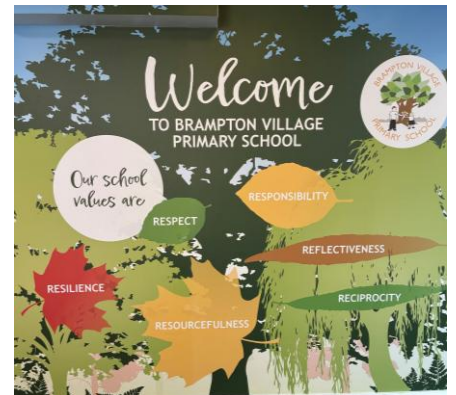 Welcome
TO BRAMPTON VILLAGE
PRIMARY SCHOOL
BRAMPTON VILLAGE
PRIMARY SCHOOL
Our school
values are
RESPECT
RESPONSIBILITY
REFLECTIVENESS
RESILIENCE
RECIPROCITY
RESOURCEFULNESS